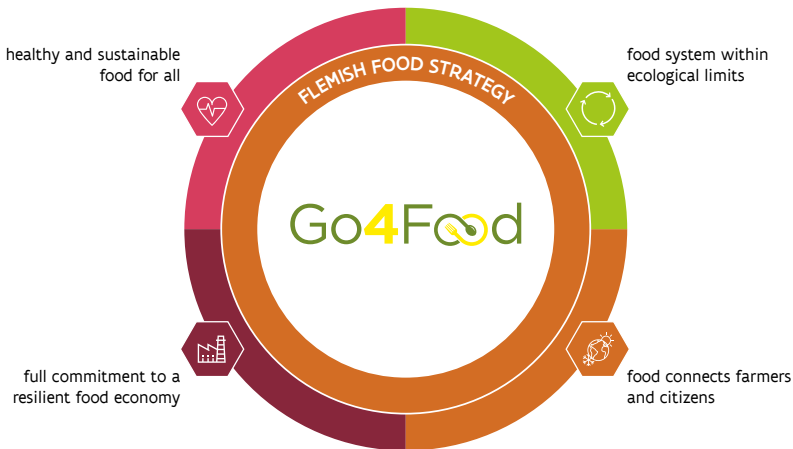 healthy and sustainable
food for all
food system within
ecological limits
FLEMISH FOOD STRATEGY
Go4Food
full commitment to a
resilient food economy
food connects farmers
and citizens